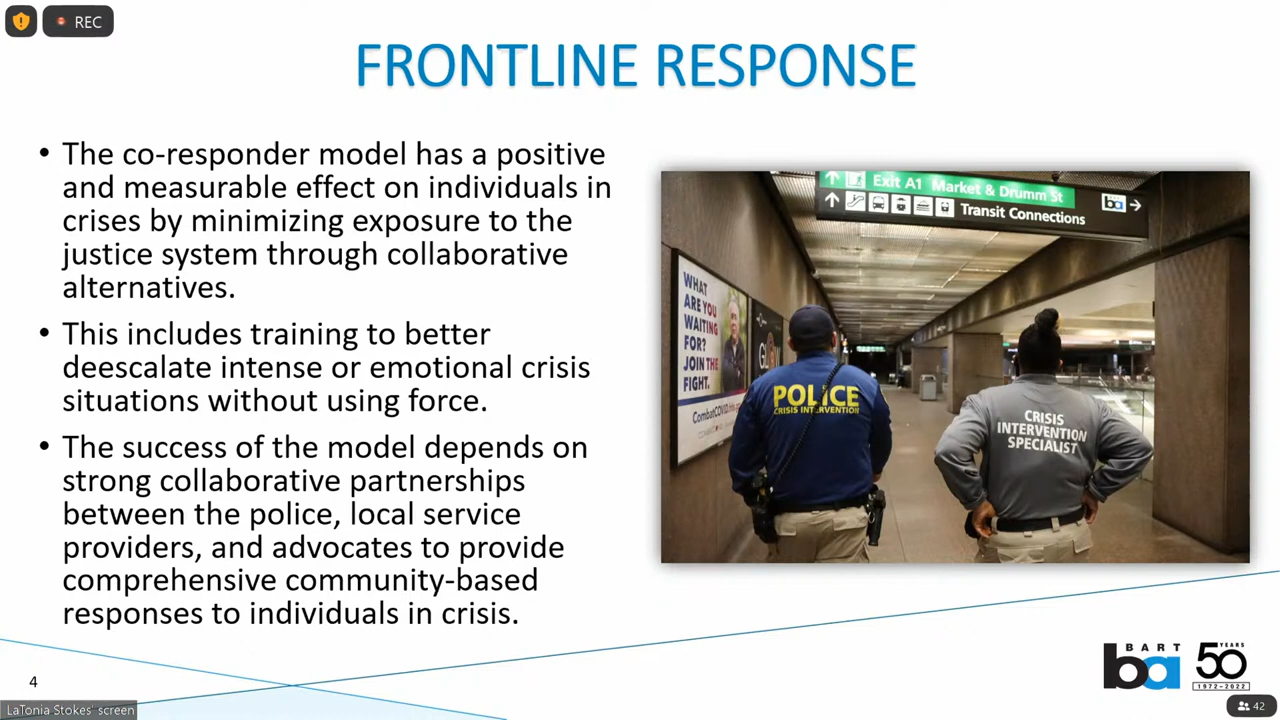 REC
FRONTLINE RESPONSE
• The co-responder model has a positive
and measurable effect on individuals in
crises by minimizing exposure to the
justice system through collaborative
alternatives.
• This includes training to better
deescalate intense or emotional crisis
situations without using force.
• The success of the model depends on
strong collaborative partnerships
between the police, local service
providers, and advocates to provide
comprehensive community-based
responses to individuals in crisis.
Exit A1 Market & Drumm St
Transit Connections
ba
WHAT
ARE YOU
WAITING
FOR?
JOIN THE
FIGHT.
POLICE
CRISIS INTERVENTION
CRISIS
INTERVENTION
SPECIALIST
BART
ba
50
YEARS
1972-2022
4
LaTonia Stokes' screen
42